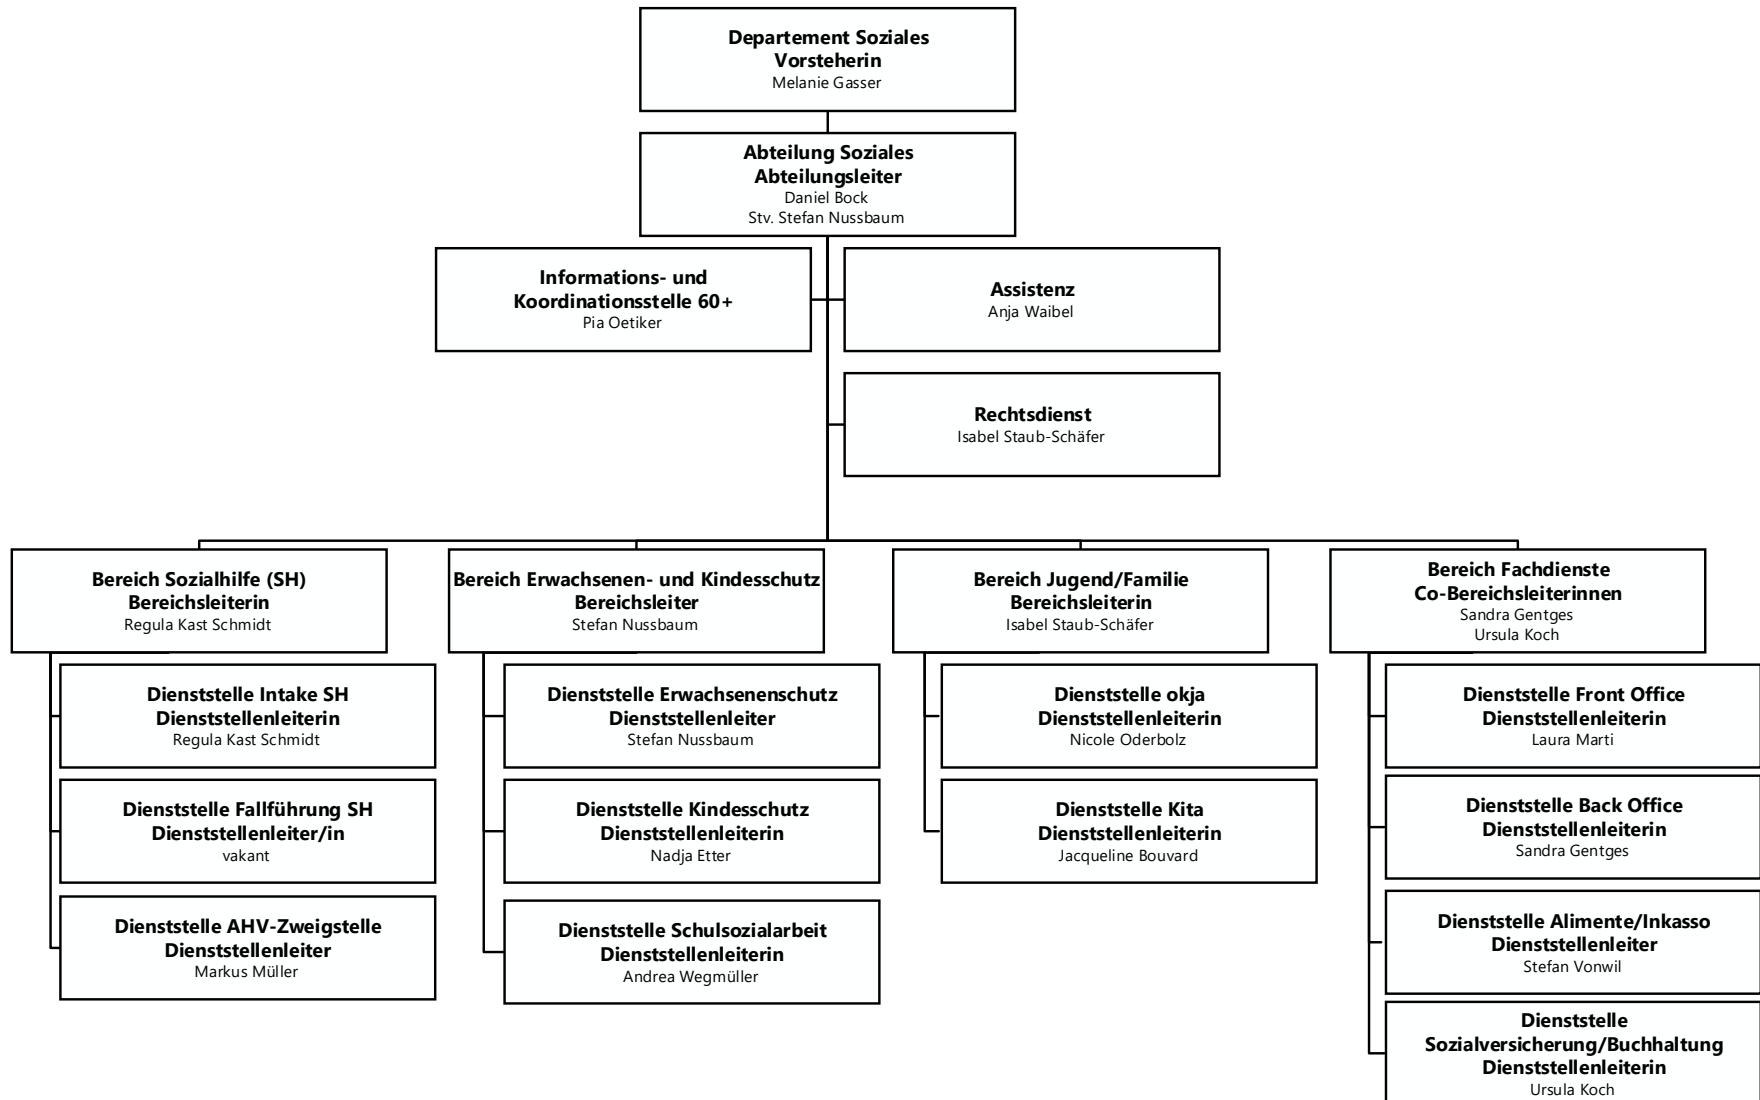 Departement Soziales
Vorsteherin
Melanie Gasser
Abteilung Soziales
Abteilungsleiter
Daniel Bock
Stv. Stefan Nussbaum
Informations- und
Koordinationsstelle 60+
Pia Oetiker
Assistenz
Anja Waibel
Rechtsdienst
Isabel Staub-Schäfer
Bereich Sozialhilfe (SH)
Bereichsleiterin
Regula Kast Schmidt
Dienststelle Intake SH
Dienststellenleiterin
Regula Kast Schmidt
Dienststelle Fallführung SH
Dienststellenleiter/in
vakant
Dienststelle AHV-Zweigstelle
Dienststellenleiter
Markus Müller
Bereich Erwachsenen- und Kindesschutz
Bereichsleiter
Stefan Nussbaum
Dienststelle Erwachsenenschutz
Dienststellenleiter
Stefan Nussbaum
Dienststelle Kindesschutz
Dienststellenleiterin
Nadja Etter
Dienststelle Schulsozialarbeit
Dienststellenleiterin
Andrea Wegmüller
Bereich Jugend/Familie
Bereichsleiterin
Isabel Staub-Schäfer
Dienststelle okja
Dienststellenleiterin
Nicole Oderbolz
Dienststelle Kita
Dienststellenleiterin
Jacqueline Bouvard
Bereich Fachdienste
Co-Bereichsleiterinnen
Sandra Gentges
Ursula Koch
Dienststelle Front Office
Dienststellenleiterin
Laura Marti
Dienststelle Back Office
Dienststellenleiterin
Sandra Gentges
Dienststelle Alimente/Inkasso
Dienststellenleiter
Stefan Vonwil
Dienststelle
Sozialversicherung/Buchhaltung
Dienststellenleiterin
Ursula Koch